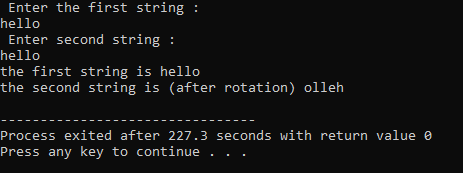 Enter the first string :
hello
Enter second string :
hello
the first string is hello
the second string is (after rotation) olleh
--------------------------------
Process exited after 227.3 seconds with return value 0
Press any key to continue . . .